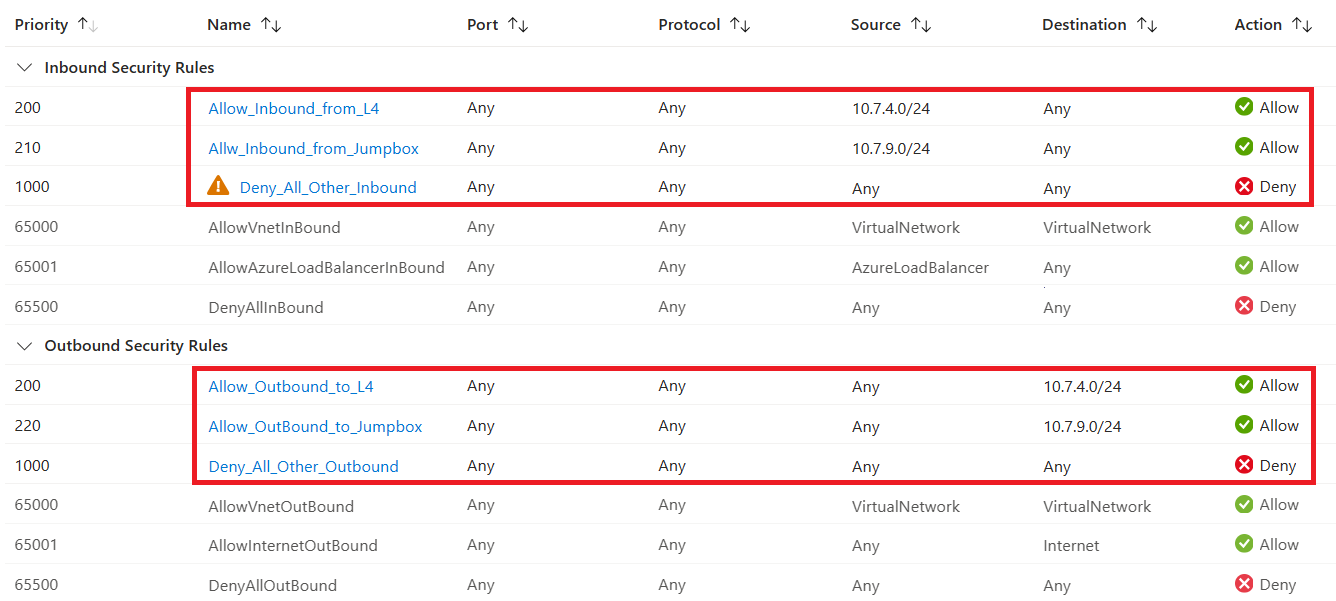 Priority Name Port Protocol Source Destination Action
Inbound Security Rules
200 Allow_Inbound_from_L4 Any Any 10.7.4.0/24 Any Allow
210 Allw_Inbound_from_Jumpbox Any Any 10.7.9.0/24 Any Allow
1000 Deny_All_Other_Inbound Any Any Any Any Deny
65000 AllowVnetInBound Any Any VirtualNetwork VirtualNetwork Allow
65001 AllowAzureLoadBalancerInBound Any Any AzureLoadBalancer Any Allow
65500 DenyAllInBound Any Any Any Any Deny
Outbound Security Rules
200 Allow_Outbound_to_L4 Any Any Any 10.7.4.0/24 Allow
220 Allow_OutBound_to_Jumpbox Any Any Any 10.7.9.0/24 Allow
1000 Deny_All_Other_Outbound Any Any Any Any Deny
65000 AllowVnetOutBound Any Any VirtualNetwork VirtualNetwork Allow
65001 AllowInternetOutBound Any Any Any Internet Allow
65500 DenyAllOutBound Any Any Any Any Deny